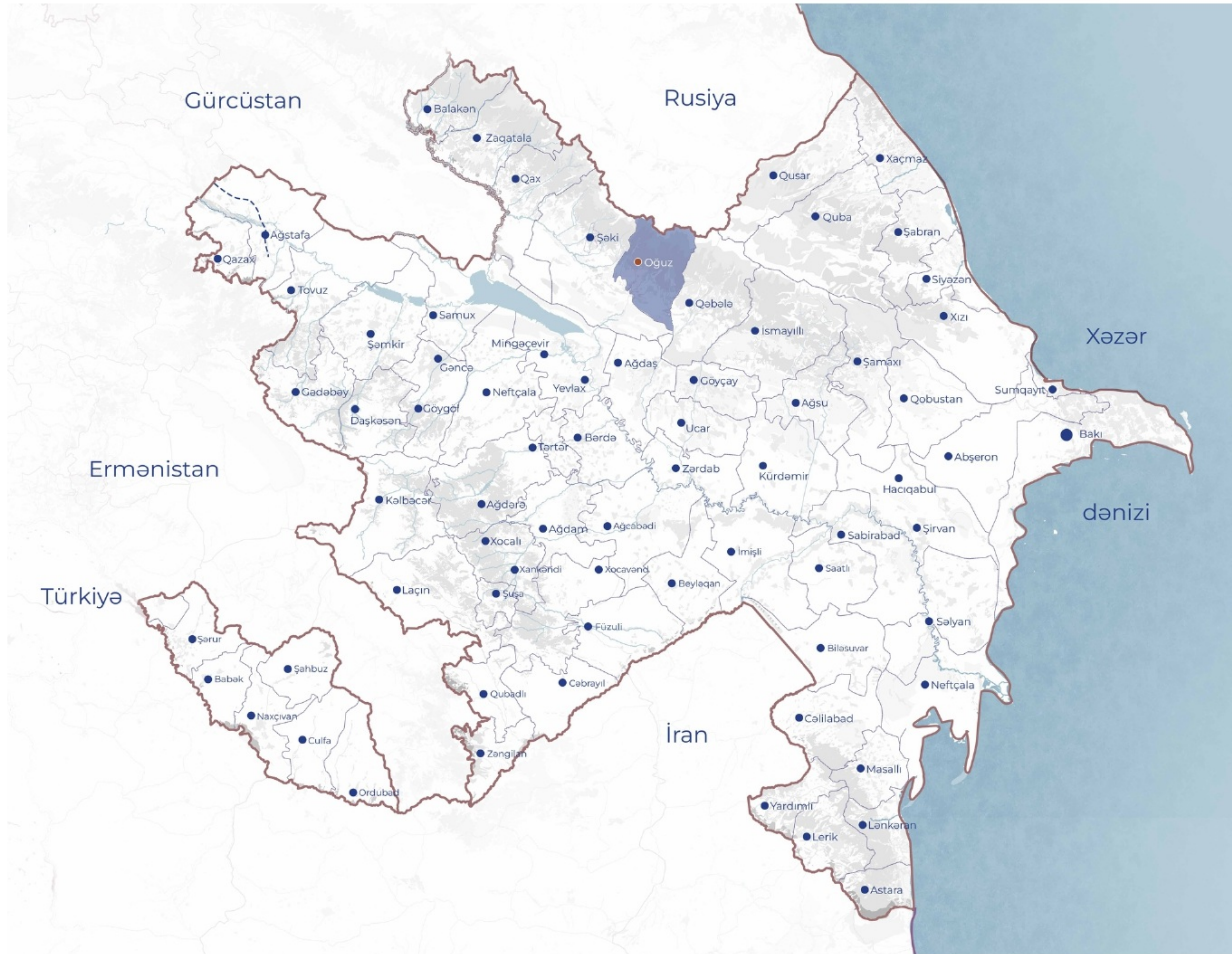 Gürcüstan
Rusiya
Balakən
Zaqatala
Qax
Xaçmaz
Qusar
Quba
Şabran
Şəki
Ağstafa
Qazax
Oğuz
Siyəzən
Tovuz
Qəbələ
Xızı
Samux
İsmayıllı
Xəzər
Şəmkir
Mingəçevir
Gəncə
Ağdaş
Şamaxı
Gədəbəy
Neftçala
Yevlax
Göyçay
Sumqayıt
Daşkəsən
Göygöl
Ağsu
Qobustan
Ucar
Bakı
Tərtər
Bərdə
Abşeron
Ermənistan
Zərdab
Kürdəmir
Hacıqabul
Kəlbəcər
Ağdərə
dənizi
Ağdam
Ağcabədi
Şirvan
Sabirabad
Xocalı
İmişli
Xankəndi
Xocavənd
Saatlı
Türkiyə
Laçın
Şuşa
Beyləqan
Füzuli
Səlyan
Şərur
Biləsuvar
Şahbuz
Babək
Qubadlı
Cəbrayıl
Neftçala
Naxçıvan
Culfa
İran
Cəlilabad
Zəngilan
Masallı
Ordubad
Yardımlı
Lənkəran
Lerik
Astara